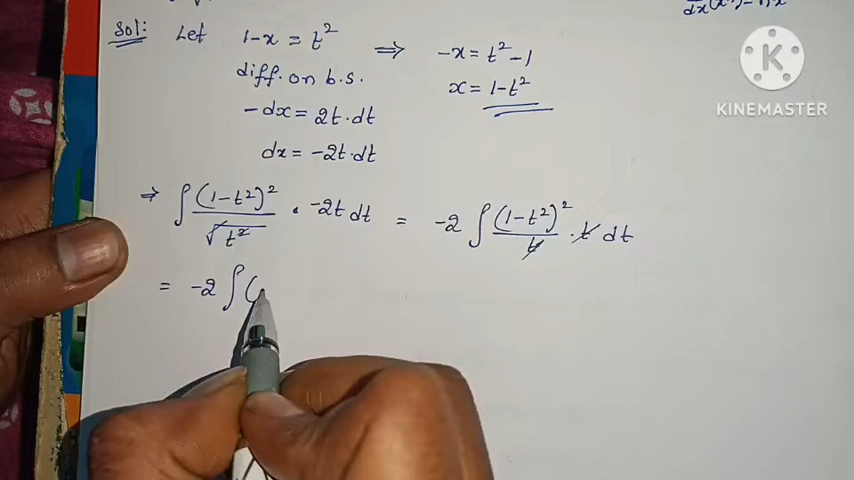 Sol: Let 1-x = t² ⇒ -x = t² -1
diff. on b.s. x = 1-t²
-dx = 2t.dt
dx = -2t.dt
⇒ ∫ (1-t²)² / √t² . -2t dt = -2 ∫ (1-t²)² / t . t dt
= -2 ∫ (
K
KINEMASTER